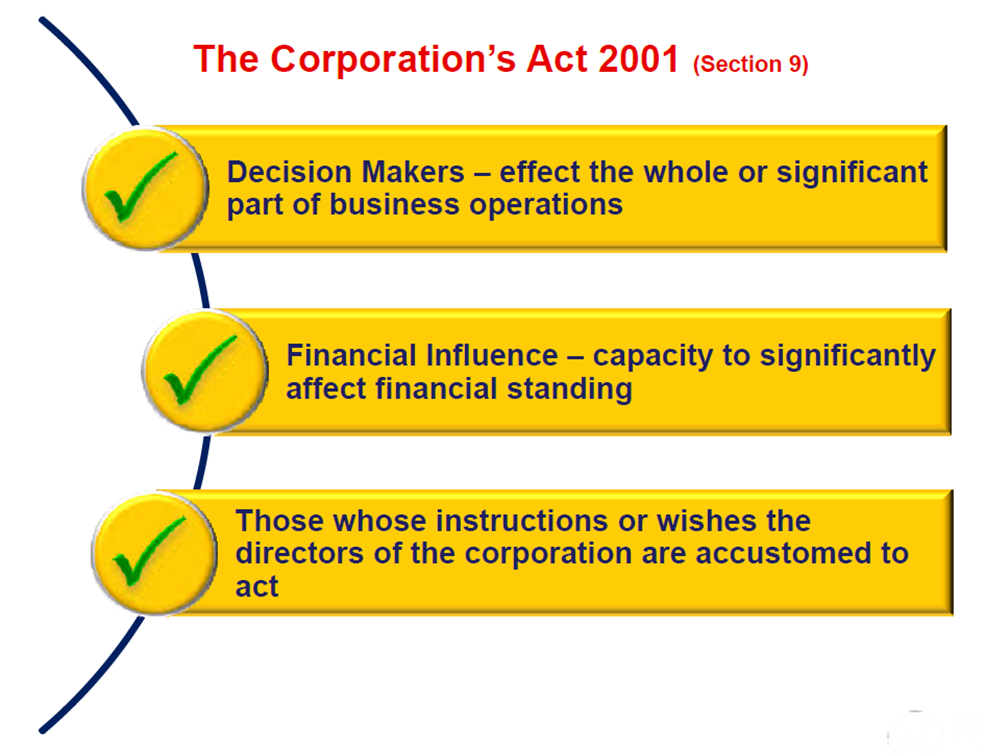 The Corporation's Act 2001 (Section 9)
Decision Makers – effect the whole or significant
part of business operations
Financial Influence – capacity to significantly
affect financial standing
Those whose instructions or wishes the
directors of the corporation are accustomed to
act